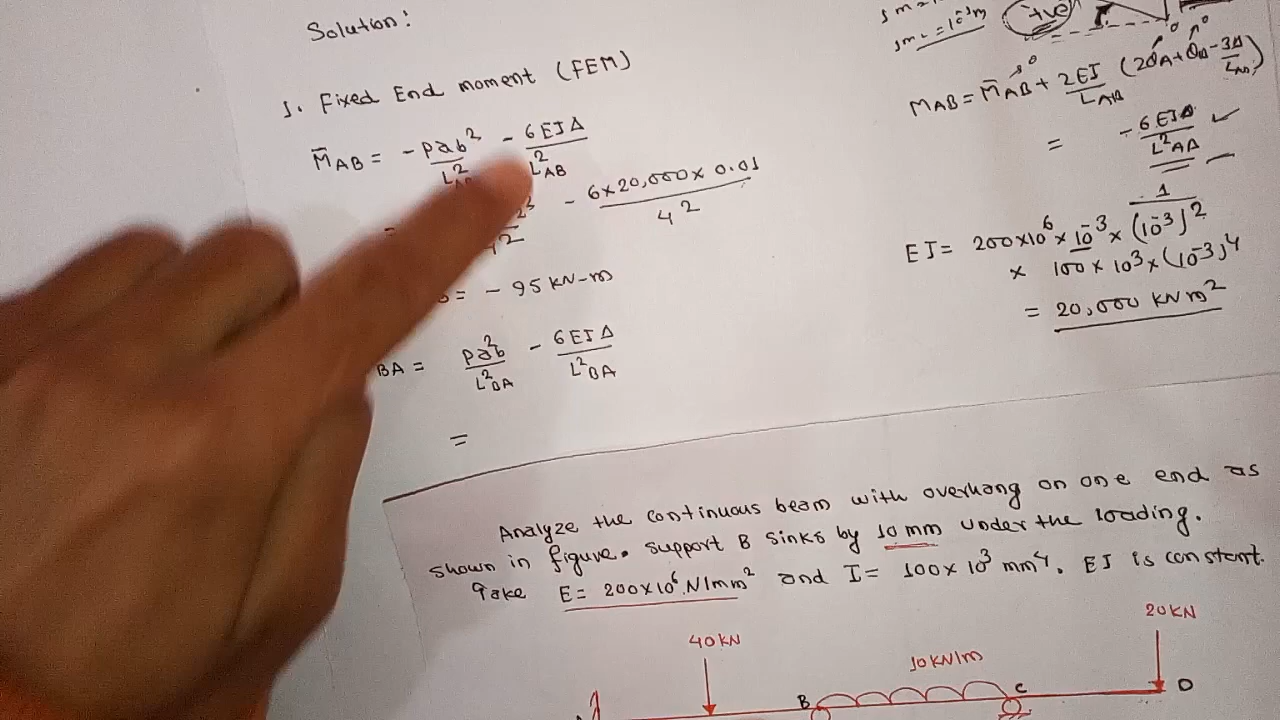 Solution:
1. Fixed End moment (FEM)
M̄AB = -Pab²/L²AB - 6EIΔ/L²AB
- 6×20,000×0.01/4²
= - 95 kN-m
BA = Pa²b/L²BA - 6EIΔ/L²BA
=
+ve
MAB = M̄AB + 2EI/LAB (2θA+θB-3Δ/LAB)
= -6EIΔ/L²AB
EI = 200×10⁶×10⁻³×1/(10⁻³)²
× 100×10³×(10⁻³)⁴
= 20,000 kNm²
Analyze the continuous beam with overhang on one end as
shown in figure. Support B sinks by 10 mm under the loading.
Take E= 200×10⁶ N/mm² and I= 100×10³ mm⁴. EI is constant.
20KN
40KN
10KN/m
B
C
D